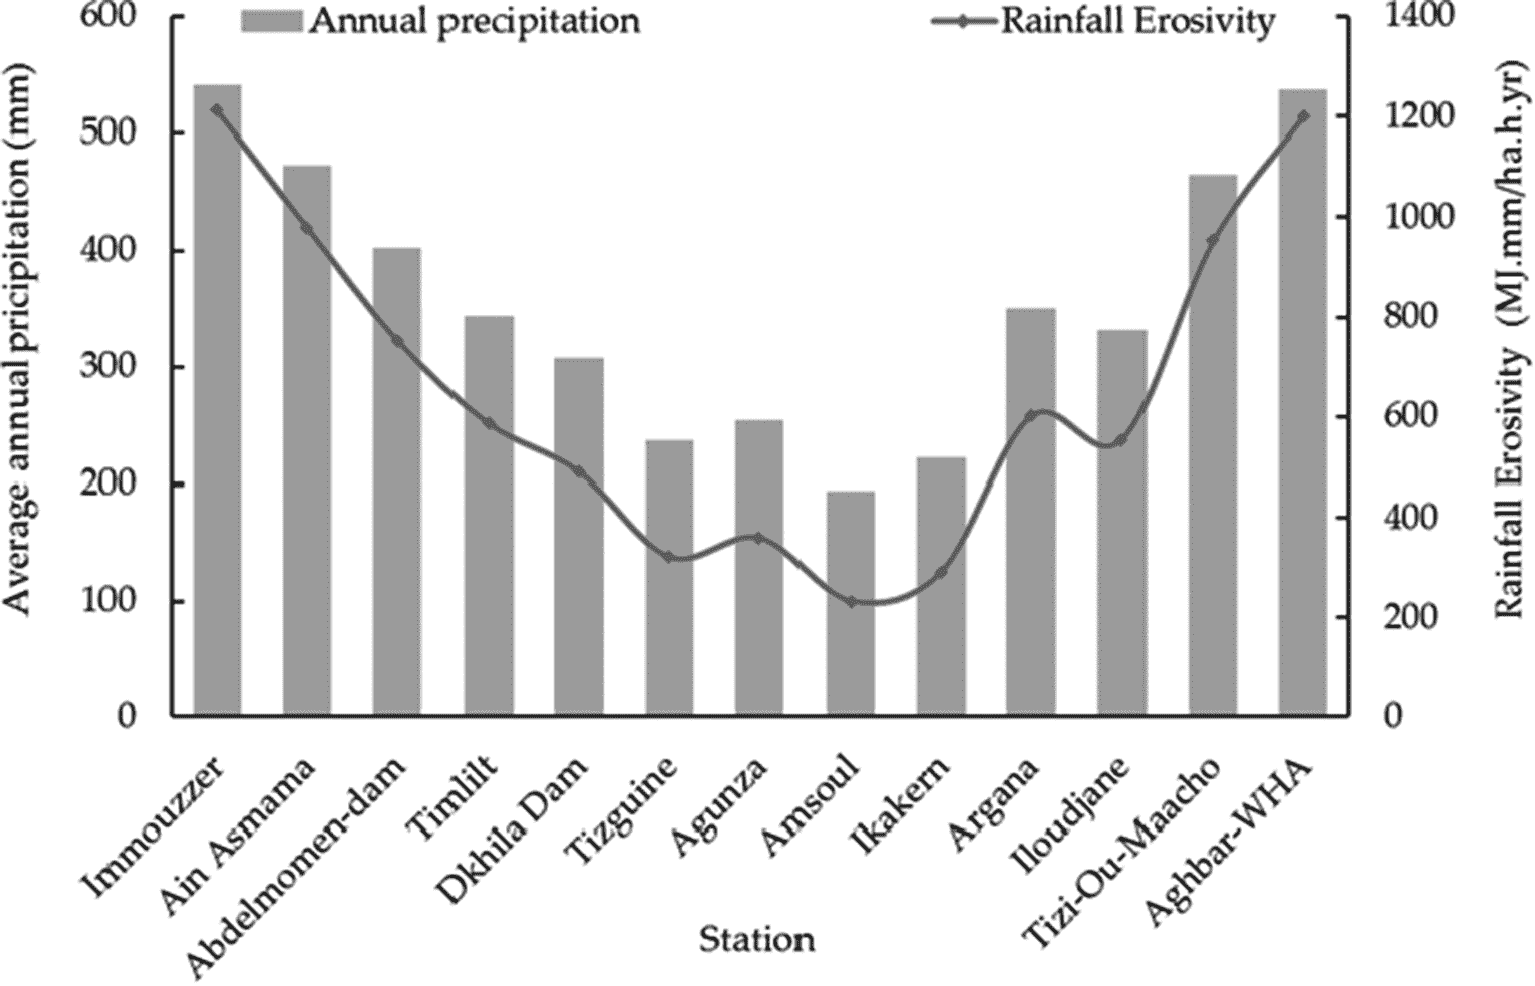 Annual precipitation
Rainfall Erosivity
Average annual pricipitation (mm)
600
500
400
300
200
100
0
1400
1200
1000
800
600
400
200
0
Rainfall Erosivity (MJ.mm/ha.h.yr)
Immouzzer
Ain Asmama
Abdelmomen-dam
Timlilt
Dkhila Dam
Tizguine
Agunza
Amsoul
Ikakern
Argana
Iloudjane
Tizi-Ou-Maacho
Aghbar-WHA
Station